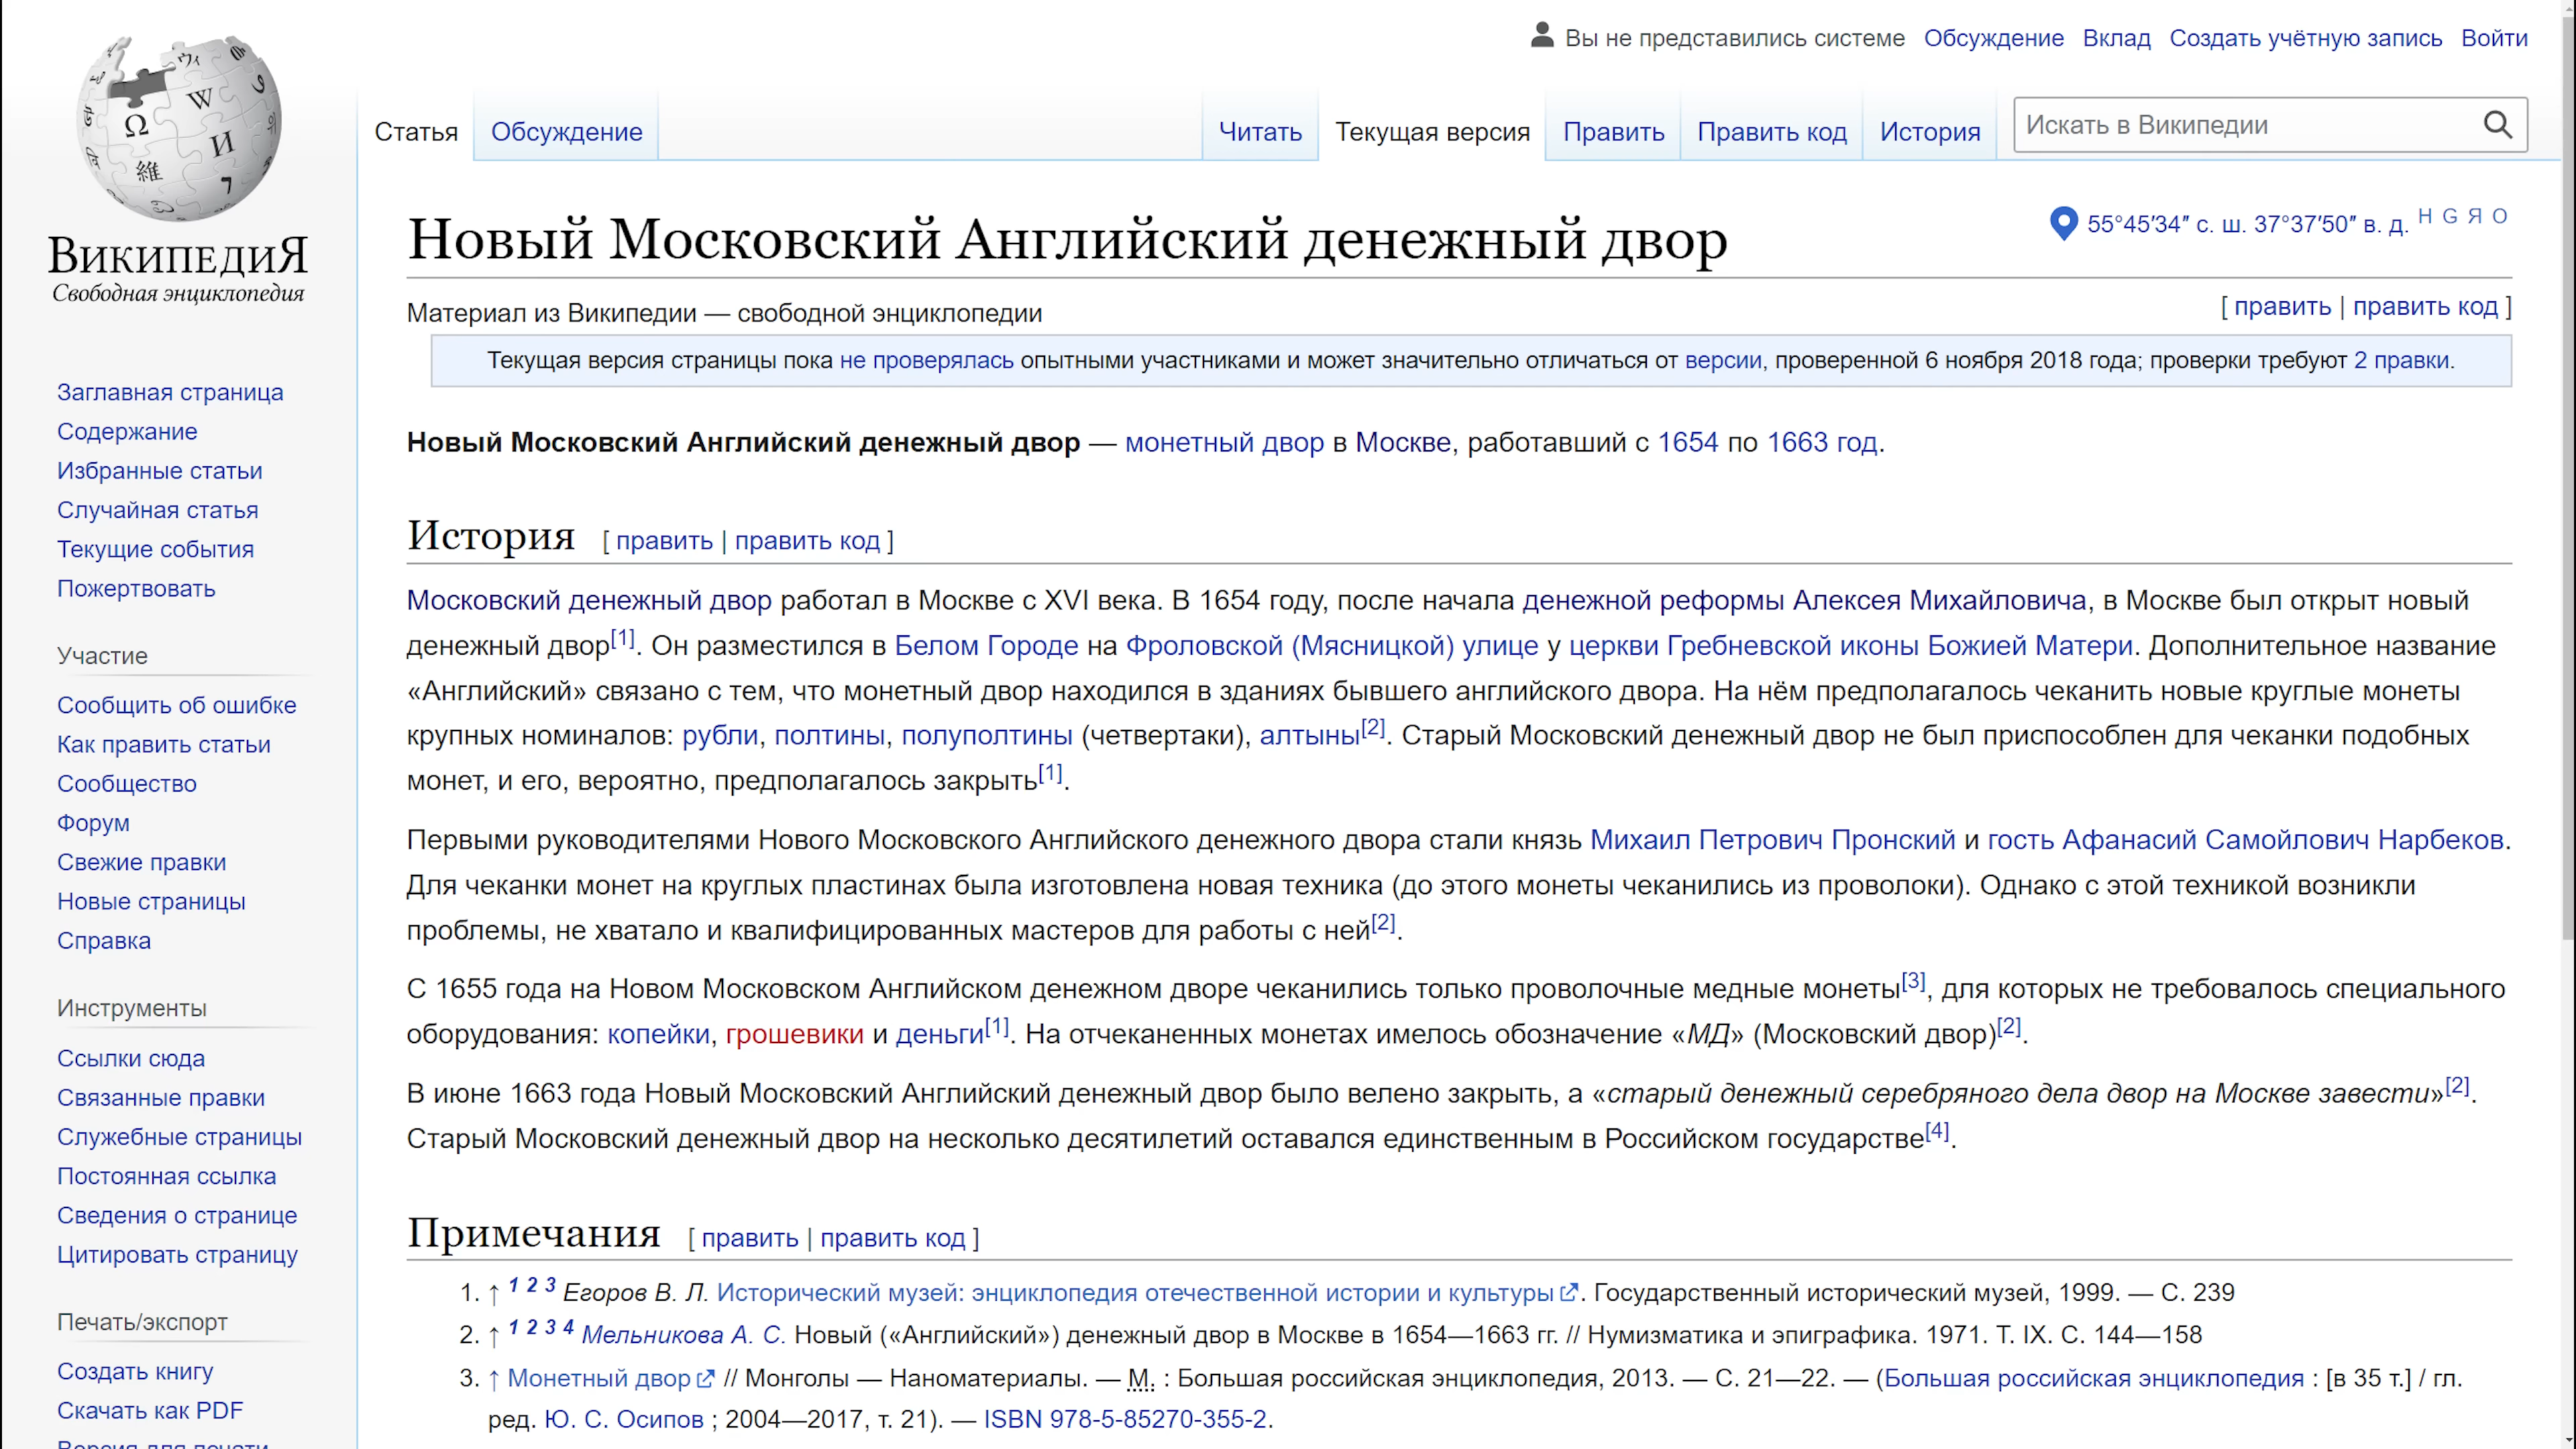 Вы не представились системе Обсуждение Вклад Создать учётную запись Войти
Статья Обсуждение Читать Текущая версия Править Править код История Искать в Википедии
ВикипедиЯ
Свободная энциклопедия
Заглавная страница
Содержание
Избранные статьи
Случайная статья
Текущие события
Пожертвовать
Участие
Сообщить об ошибке
Как править статьи
Сообщество
Форум
Свежие правки
Новые страницы
Справка
Инструменты
Ссылки сюда
Связанные правки
Служебные страницы
Постоянная ссылка
Сведения о странице
Цитировать страницу
Печать/экспорт
Создать книгу
Скачать как PDF
Версия для печати
Новый Московский Английский денежный двор
55°45′34″ с. ш. 37°37′50″ в. д. H G Я O
Материал из Википедии — свободной энциклопедии
[ править | править код ]
Текущая версия страницы пока не проверялась опытными участниками и может значительно отличаться от версии, проверенной 6 ноября 2018 года; проверки требуют 2 правки.
Новый Московский Английский денежный двор — монетный двор в Москве, работавший с 1654 по 1663 год.
История [ править | править код ]
Московский денежный двор работал в Москве с XVI века. В 1654 году, после начала денежной реформы Алексея Михайловича, в Москве был открыт новый
денежный двор[1]. Он разместился в Белом Городе на Фроловской (Мясницкой) улице у церкви Гребневской иконы Божией Матери. Дополнительное название
«Английский» связано с тем, что монетный двор находился в зданиях бывшего английского двора. На нём предполагалось чеканить новые круглые монеты
крупных номиналов: рубли, полтины, полуполтины (четвертаки), алтыны[2]. Старый Московский денежный двор не был приспособлен для чеканки подобных
монет, и его, вероятно, предполагалось закрыть[1].
Первыми руководителями Нового Московского Английского денежного двора стали князь Михаил Петрович Пронский и гость Афанасий Самойлович Нарбеков.
Для чеканки монет на круглых пластинах была изготовлена новая техника (до этого монеты чеканились из проволоки). Однако с этой техникой возникли
проблемы, не хватало и квалифицированных мастеров для работы с ней[2].
С 1655 года на Новом Московском Английском денежном дворе чеканились только проволочные медные монеты[3], для которых не требовалось специального
оборудования: копейки, грошевики и деньги[1]. На отчеканенных монетах имелось обозначение «МД» (Московский двор)[2].
В июне 1663 года Новый Московский Английский денежный двор было велено закрыть, а «старый денежный серебряного дела двор на Москве завести»[2].
Старый Московский денежный двор на несколько десятилетий оставался единственным в Российском государстве[4].
Примечания [ править | править код ]
1. ↑ 1 2 3 Егоров В. Л. Исторический музей: энциклопедия отечественной истории и культуры. Государственный исторический музей, 1999. — С. 239
2. ↑ 1 2 3 4 Мельникова А. С. Новый («Английский») денежный двор в Москве в 1654—1663 гг. // Нумизматика и эпиграфика. 1971. Т. IX. С. 144—158
3. ↑ Монетный двор // Монголы — Наноматериалы. — М. : Большая российская энциклопедия, 2013. — С. 21—22. — (Большая российская энциклопедия : [в 35 т.] / гл.
ред. Ю. С. Осипов ; 2004—2017, т. 21). — ISBN 978-5-85270-355-2.